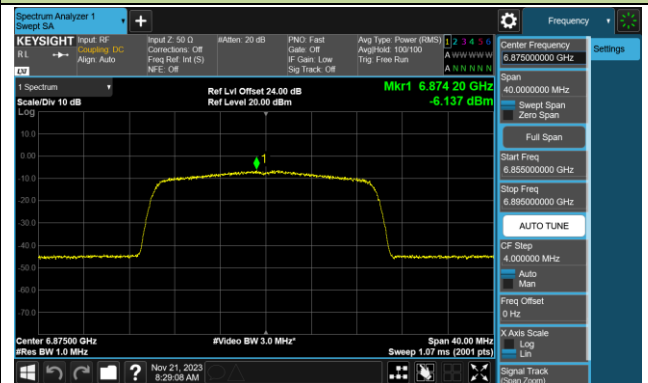 Spectrum Analyzer 1
Swept SA
+
Frequency
KEYSIGHT
RL
LXI
Input: RF
Coupling: DC
Align: Auto
Input Z: 50 Ω
Corrections: Off
Freq Ref: Int (S)
NFE: Off
#Atten: 20 dB
PNO: Fast
Gate: Off
IF Gain: Low
Sig Track: Off
Avg Type: Power (RMS)
Avg|Hold: 100/100
Trig: Free Run
1 2 3 4 5 6
A W W W W W
A N N N N N
1 Spectrum
Scale/Div 10 dB
Log
Ref Lvl Offset 24.00 dB
Ref Level 20.00 dBm
Mkr1 6.874 20 GHz
-6.137 dBm
10.0
0.00
-10.0
-20.0
-30.0
-40.0
-50.0
-60.0
-70.0
1
Center 6.87500 GHz
#Res BW 1.0 MHz
#Video BW 3.0 MHz*
Span 40.00 MHz
Sweep 1.07 ms (2001 pts)
?
Nov 21, 2023
8:29:08 AM
Center Frequency
6.875000000 GHz
Settings
Span
40.0000000 MHz
Swept Span
Zero Span
Full Span
Start Freq
6.855000000 GHz
Stop Freq
6.895000000 GHz
AUTO TUNE
CF Step
4.000000 MHz
Auto
Man
Freq Offset
0 Hz
X Axis Scale
Log
Lin
Signal Track
(Span Zoom)